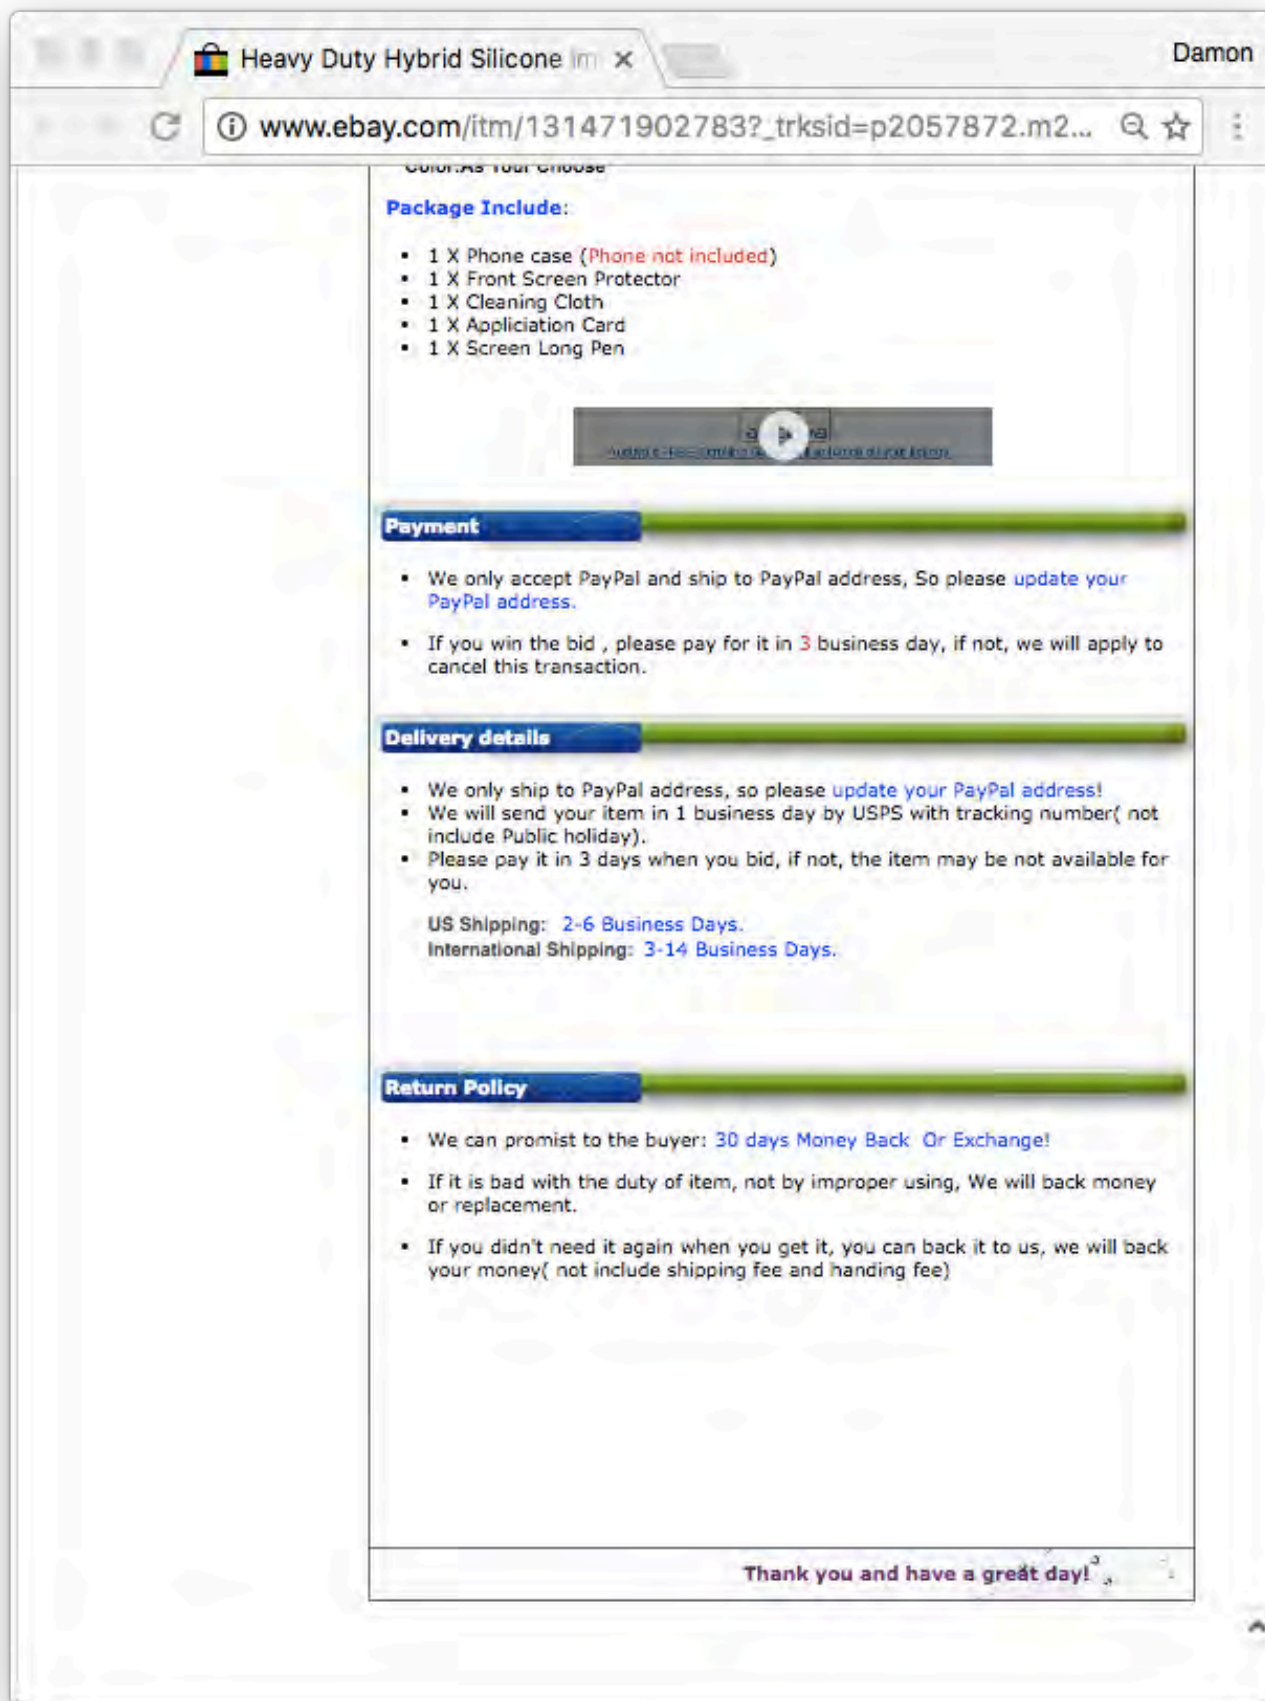 Heavy Duty Hybrid Silicone Im
Damon
www.ebay.com/itm/131471902783?_trksid=p2057872.m2...
Color:As Your Choose
Package Include:
1 X Phone case (Phone not included)
1 X Front Screen Protector
1 X Cleaning Cloth
1 X Appliciation Card
1 X Screen Long Pen
Payment
We only accept PayPal and ship to PayPal address, So please update your
PayPal address.
If you win the bid , please pay for it in 3 business day, if not, we will apply to
cancel this transaction.
Delivery details
We only ship to PayPal address, so please update your PayPal address!
We will send your item in 1 business day by USPS with tracking number( not
include Public holiday).
Please pay it in 3 days when you bid, if not, the item may be not available for
you.
US Shipping: 2-6 Business Days.
International Shipping: 3-14 Business Days.
Return Policy
We can promist to the buyer: 30 days Money Back Or Exchange!
If it is bad with the duty of item, not by improper using, We will back money
or replacement.
If you didn't need it again when you get it, you can back it to us, we will back
your money( not include shipping fee and handing fee)
Thank you and have a great day!